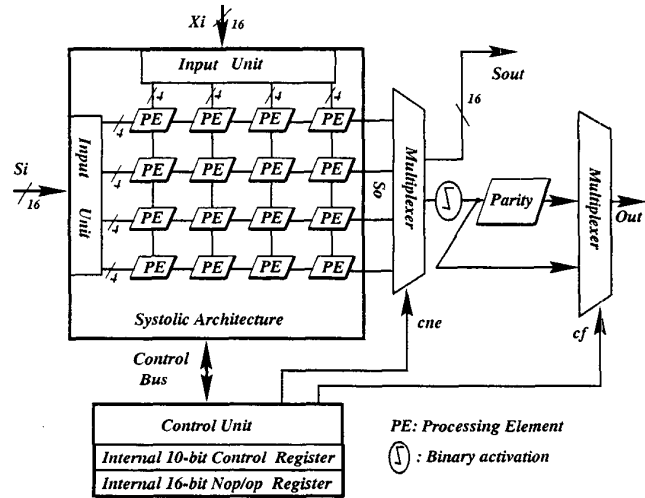 Xi 16
Input Unit
4 4 4 4
PE PE PE PE
4
PE PE PE PE
4
PE PE PE PE
4
PE PE PE PE
4
Input Unit
Si
16
So
Multiplexer
16
Sout
Parity
Multiplexer
Out
Systolic Architecture
cne
cf
Control
Bus
Control Unit
Internal 10-bit Control Register
Internal 16-bit Nop/op Register
PE: Processing Element
: Binary activation